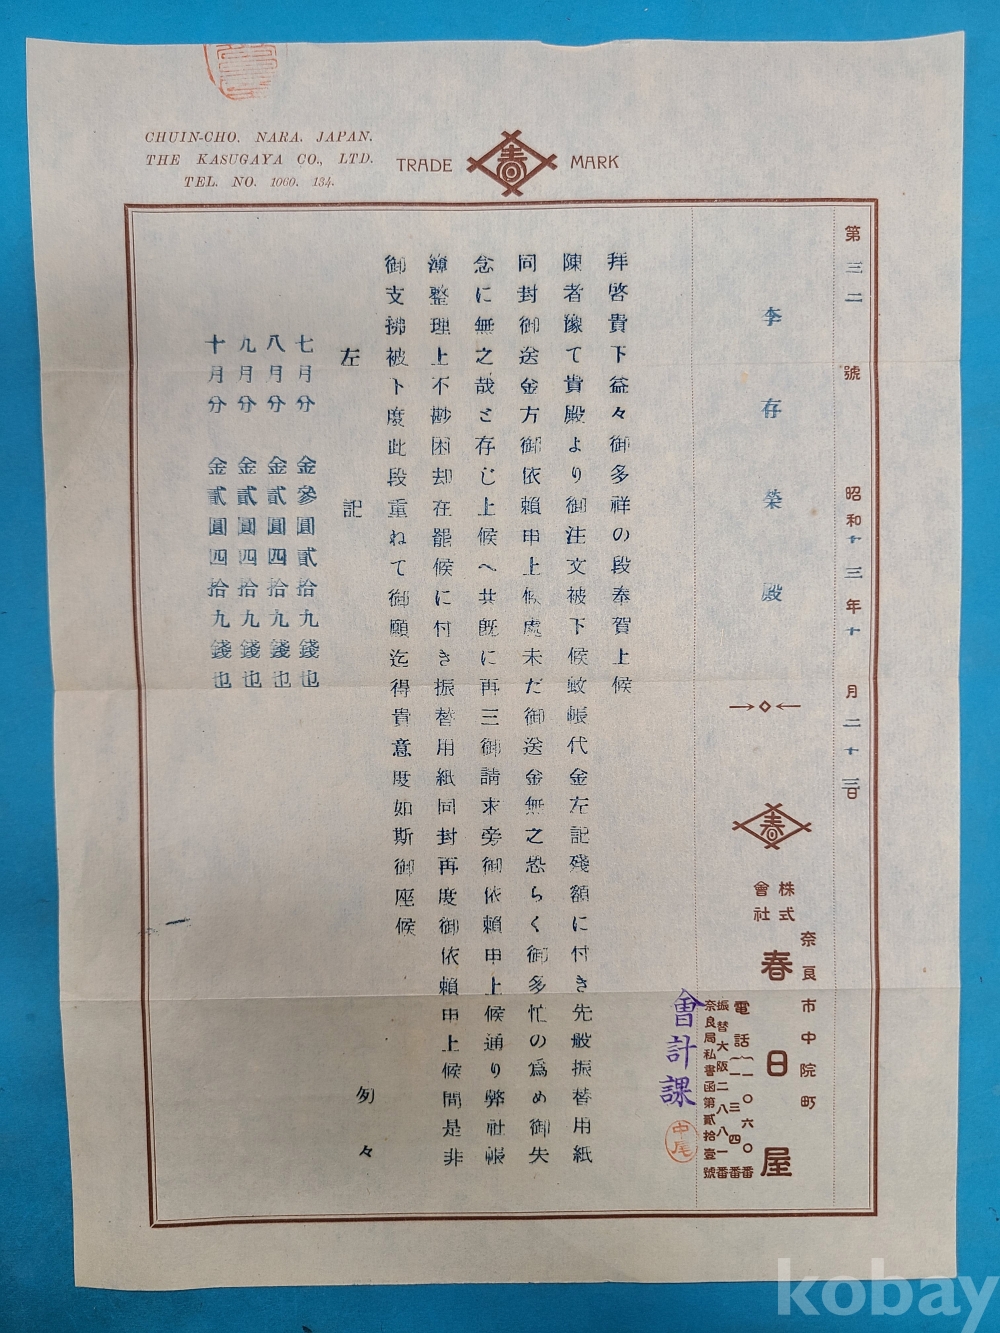 CHUIN-CHO, NARA, JAPAN.
THE KASUGAYA CO., LTD.
TEL. NO. 1060. 134.
TRADE 春日 MARK
第三二號 昭和十三年十月二十三日
李存榮殿
奈良市中院町
株式會社 春日屋
電話(一〇六〇番
一三四番
振替大阪二八八一番
奈良局私書函第貳拾壹號
會計課
中尾
拜啓貴下益々御多祥の段奉賀上候
陳者豫て貴殿より御注文被下候蚊帳代金左記殘額に付き先般振替用紙
同封御送金方御依賴申上候處未だ御送金無之恐らく御多忙の爲め御失
念に無之哉と存じ上候へ共既に再三御請求旁御依賴申上候通り弊社帳
簿整理上不尠困却在罷候に付き振替用紙同封再度御依賴申上候間是非
御支拂被下度此段重ねて御願迄得貴意度如斯御座候
匆々
左記
七月分 金參圓貳拾九錢也
八月分 金貳圓四拾九錢也
九月分 金貳圓四拾九錢也
十月分 金貳圓四拾九錢也
kobay